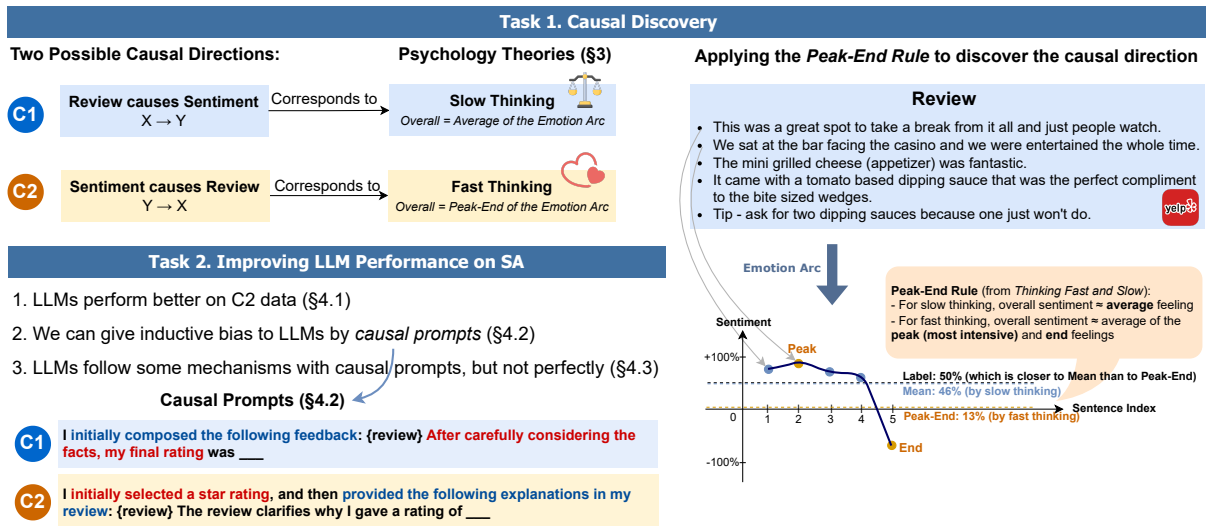 Task 1. Causal Discovery
Two Possible Causal Directions:
Psychology Theories (§3)
C1
Review causes Sentiment
X → Y
Corresponds to
Slow Thinking
Overall = Average of the Emotion Arc
C2
Sentiment causes Review
Y → X
Corresponds to
Fast Thinking
Overall = Peak-End of the Emotion Arc
Applying the Peak-End Rule to discover the causal direction
Review
• This was a great spot to take a break from it all and just people watch.
• We sat at the bar facing the casino and we were entertained the whole time.
• The mini grilled cheese (appetizer) was fantastic.
• It came with a tomato based dipping sauce that was the perfect compliment
to the bite sized wedges.
• Tip - ask for two dipping sauces because one just won't do.
yelp
Emotion Arc
Peak-End Rule (from Thinking Fast and Slow):
- For slow thinking, overall sentiment ≈ average feeling
- For fast thinking, overall sentiment ≈ average of the
peak (most intensive) and end feelings
Sentiment
+100%
Peak
Label: 50% (which is closer to Mean than to Peak-End)
Mean: 46% (by slow thinking)
Sentence Index
0 1 2 3 4 5
Peak-End: 13% (by fast thinking)
End
-100%
Task 2. Improving LLM Performance on SA
1. LLMs perform better on C2 data (§4.1)
2. We can give inductive bias to LLMs by causal prompts (§4.2)
3. LLMs follow some mechanisms with causal prompts, but not perfectly (§4.3)
Causal Prompts (§4.2)
C1
I initially composed the following feedback: {review} After carefully considering the
facts, my final rating was ___
C2
I initially selected a star rating, and then provided the following explanations in my
review: {review} The review clarifies why I gave a rating of ___